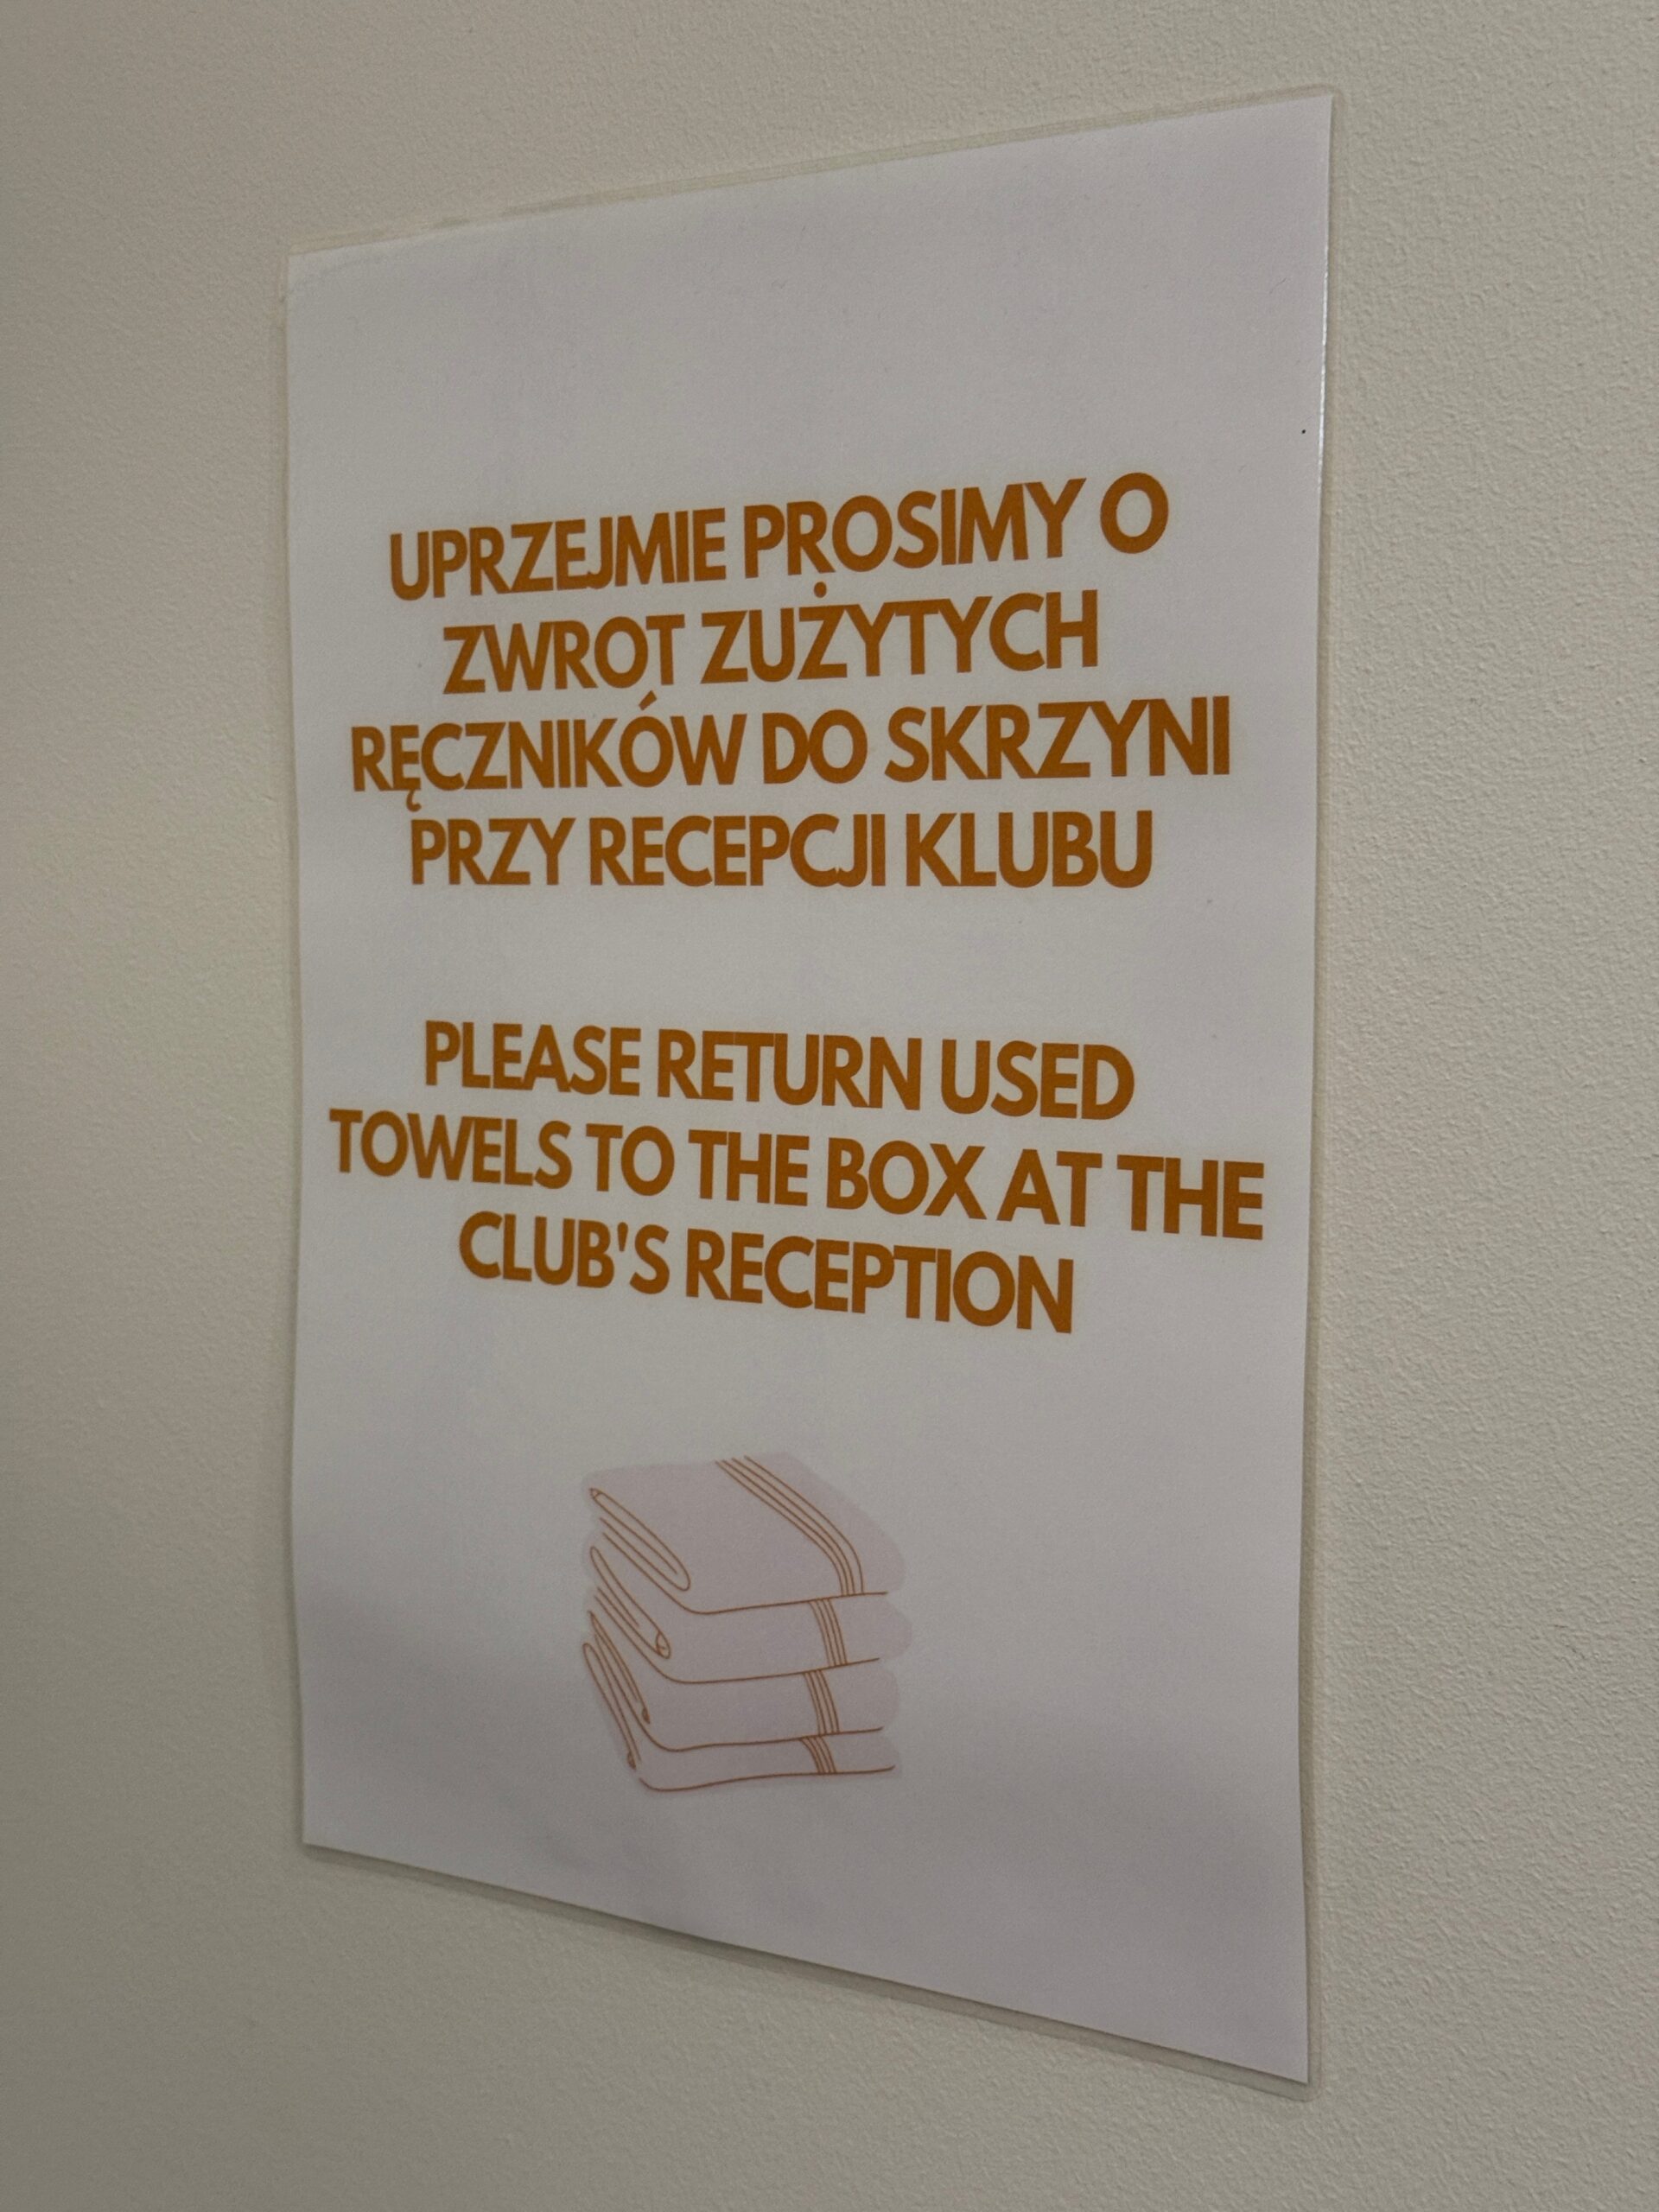 UPRZEJMIE PROSIMY O
ZWROT ZUŻYTYCH
RĘCZNIKÓW DO SKRZYNI
PRZY RECEPCJI KLUBU
PLEASE RETURN USED
TOWELS TO THE BOX AT THE
CLUB'S RECEPTION